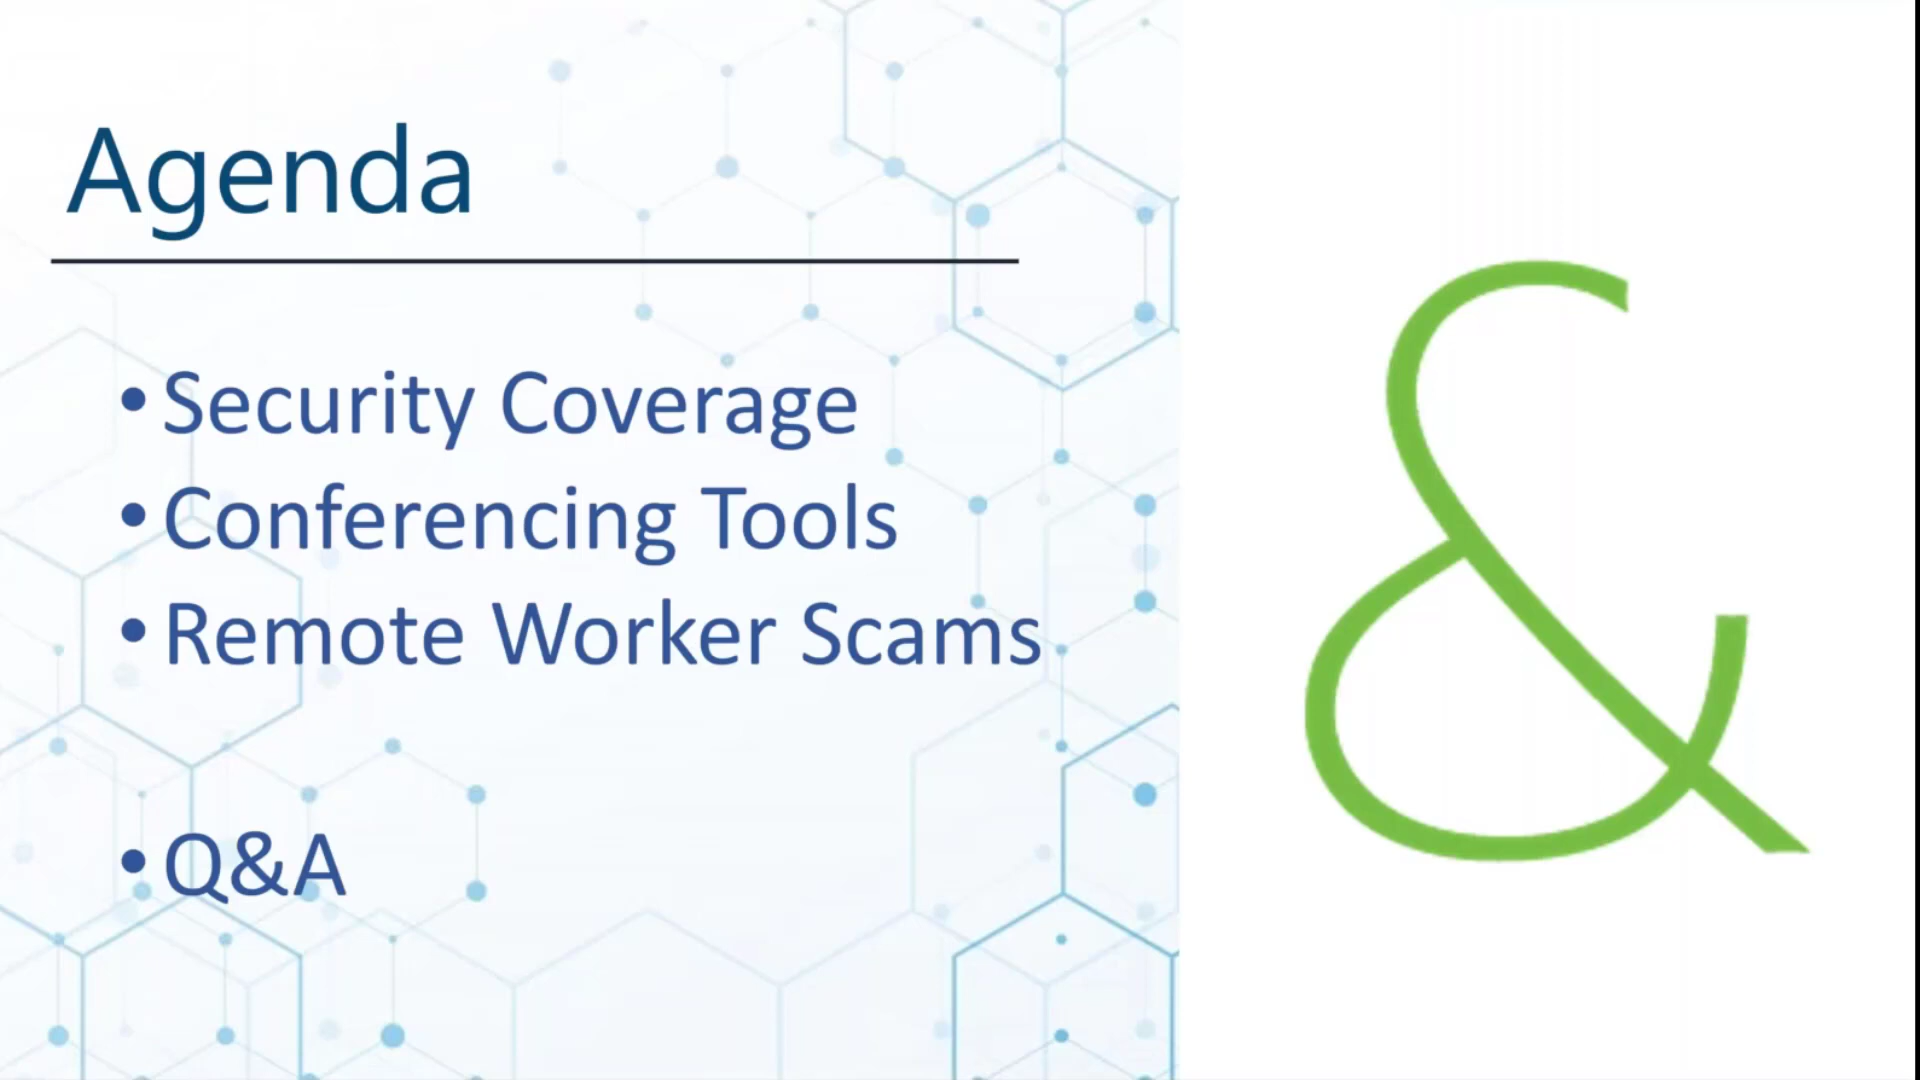 Agenda
• Security Coverage
• Conferencing Tools
• Remote Worker Scams
• Q&A
&